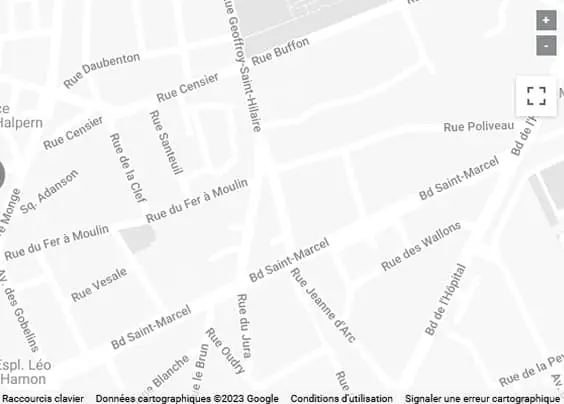 +
-
Rue Geoffroy-Saint-Hilaire
Rue Buffon
Rue Daubenton
Rue Censier
Rue Censier
Halpern
Rue Poliveau
Rue Santeuil
Rue de la Clef
Bd Saint-Marcel
Sq. Adanson
Rue du Fer à Moulin
Rue du Fer à Moulin
Monge
Av. des Gobelins
Rue des Wallons
Bd Saint-Marcel
Rue Vesale
Bd de l'Hôpital
Rue Jeanne d'Arc
Rue du Jura
Bd Saint-Marcel
Rue Oudry
le Brun
Blanche
Espl. Léo
Hamon
Rue de la Pe
Av.
Raccourcis clavier
Données cartographiques ©2023 Google
Conditions d'utilisation
Signaler une erreur cartographique